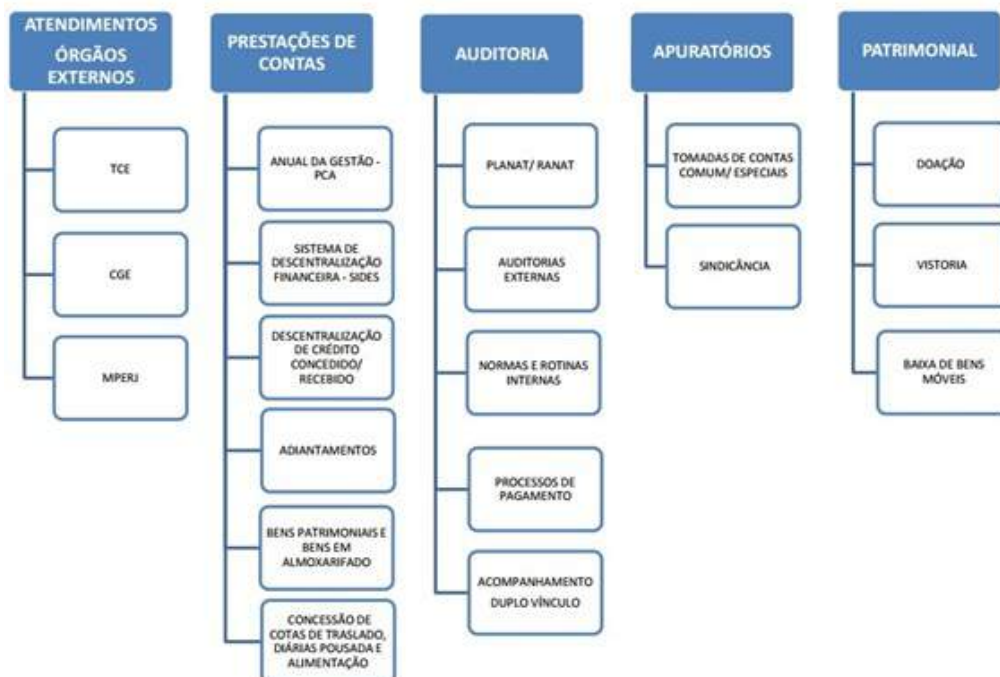 ATENDIMENTOS
ÓRGÃOS
EXTERNOS
TCE
CGE
MPERJ
PRESTAÇÕES DE
CONTAS
ANUAL DA GESTÃO -
PCA
SISTEMA DE
DESCENTRALIZAÇÃO
FINANCEIRA - SIDES
DESCENTRALIZAÇÃO
DE CRÉDITO
CONCEDIDO/
RECEBIDO
ADIANTAMENTOS
BENS PATRIMONIAIS E
BENS EM
ALMOXARIFADO
CONCESSÃO DE
COTAS DE TRASLADO,
DIÁRIAS POUSADA E
ALIMENTAÇÃO
AUDITORIA
PLANAT/ RANAT
AUDITORIAS
EXTERNAS
NORMAS E ROTINAS
INTERNAS
PROCESSOS DE
PAGAMENTO
ACOMPANHAMENTO
DUPLO VÍNCULO
APURATÓRIOS
TOMADAS DE CONTAS
COMUM/ ESPECIAIS
SINDICÂNCIA
PATRIMONIAL
DOAÇÃO
VISTORIA
BAIXA DE BENS
MÓVEIS